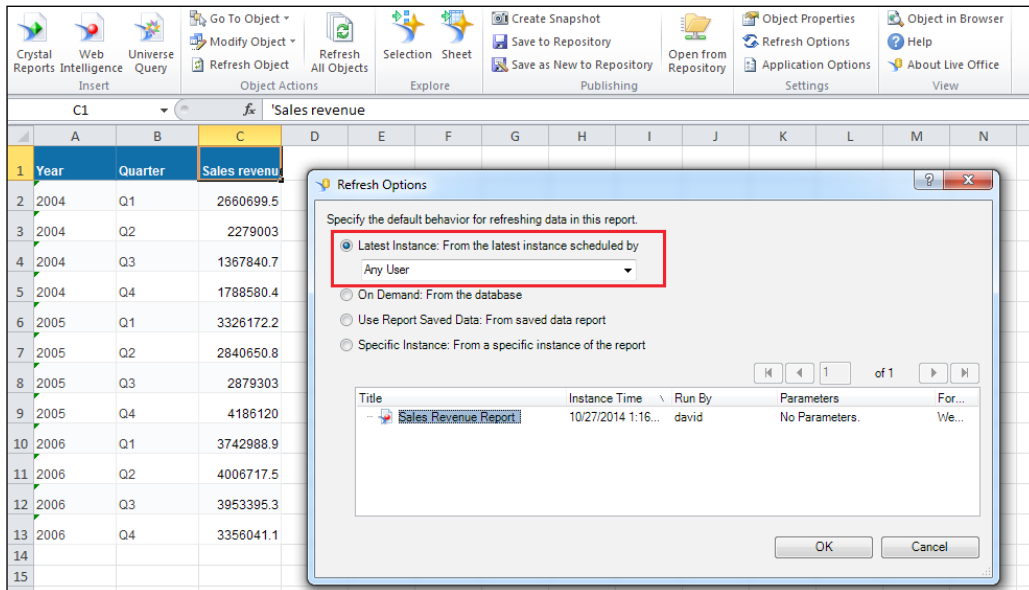 Go To Object Create Snapshot Object Properties Object in Browser
Modify Object Save to Repository Refresh Options Help
Crystal Reports Web Intelligence Universe Query Refresh Object Refresh All Objects Selection Sheet Save as New to Repository Open from Repository Application Options About Live Office
Insert Object Actions Explore Publishing Settings View
C1 fx 'Sales revenue
A B C D E F G H I J K L M N
1 Year Quarter Sales revenu
2 2004 Q1 2660699.5
3 2004 Q2 2279003
4 2004 Q3 1367840.7
5 2004 Q4 1788580.4
6 2005 Q1 3326172.2
7 2005 Q2 2840650.8
8 2005 Q3 2879303
9 2005 Q4 4186120
10 2006 Q1 3742988.9
11 2006 Q2 4006717.5
12 2006 Q3 3953395.3
13 2006 Q4 3356041.1
14
15
Refresh Options
Specify the default behavior for refreshing data in this report.
Latest Instance: From the latest instance scheduled by
Any User
On Demand: From the database
Use Report Saved Data: From saved data report
Specific Instance: From a specific instance of the report
1 of 1
Title Instance Time Run By Parameters For...
Sales Revenue Report 10/27/2014 1:16... david No Parameters. We...
OK Cancel